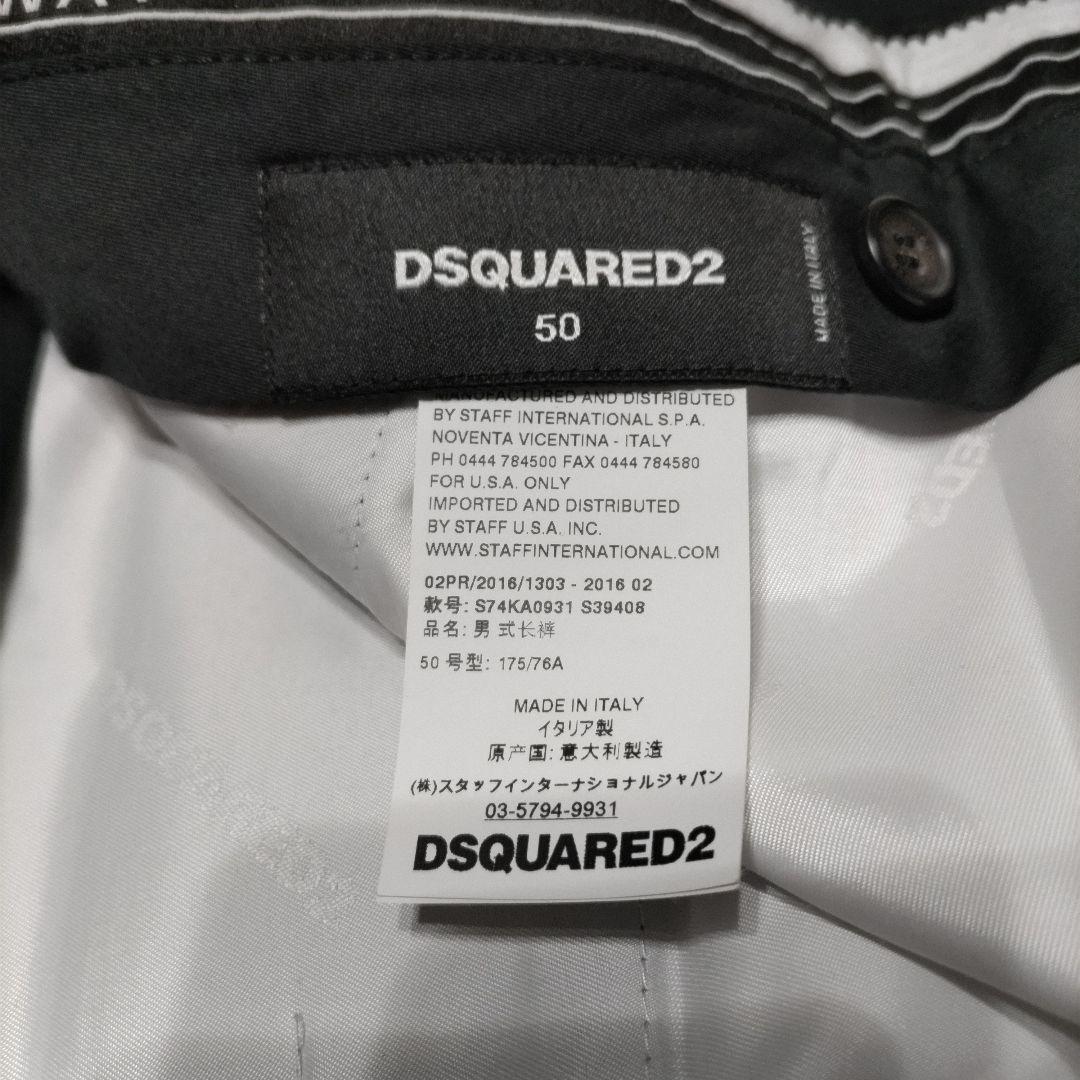 DSQUARED2
50
MADE IN ITALY
MANUFACTURED AND DISTRIBUTED
BY STAFF INTERNATIONAL S.P.A.
NOVENTA VICENTINA - ITALY
PH 0444 784500 FAX 0444 784580
FOR U.S.A. ONLY
IMPORTED AND DISTRIBUTED
BY STAFF U.S.A. INC.
WWW.STAFFINTERNATIONAL.COM
02PR/2016/1303 - 2016 02
款号: S74KA0931 S39408
品名: 男 式长裤
50 号型: 175/76A
MADE IN ITALY
イタリア製
原产国: 意大利製造
(株)スタッフインターナショナルジャパン
03-5794-9931
DSQUARED2